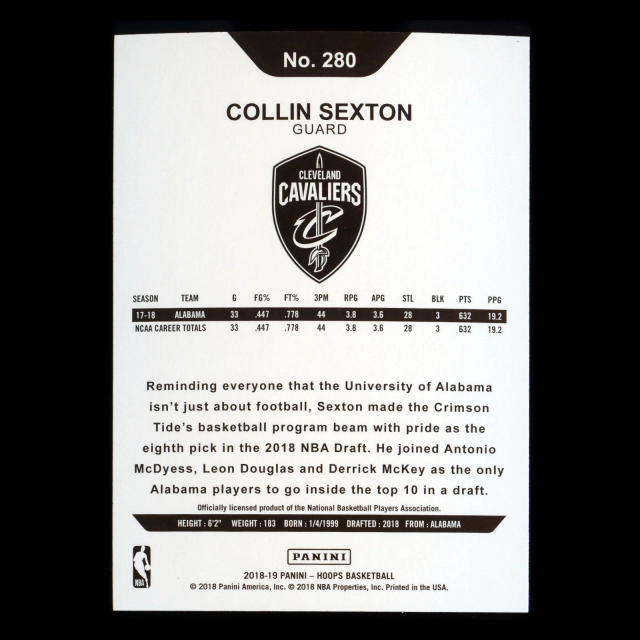 No. 280
COLLIN SEXTON
GUARD
CLEVELAND
CAVALIERS
C
SEASON TEAM G FG% FT% 3PM RPG APG STL BLK PTS PPG
17-18 ALABAMA 33 .447 .778 44 3.8 3.6 28 3 632 19.2
NCAA CAREER TOTALS 33 .447 .778 44 3.8 3.6 28 3 632 19.2
Reminding everyone that the University of Alabama
isn't just about football, Sexton made the Crimson
Tide's basketball program beam with pride as the
eighth pick in the 2018 NBA Draft. He joined Antonio
McDyess, Leon Douglas and Derrick McKey as the only
Alabama players to go inside the top 10 in a draft.
Officially licensed product of the National Basketball Players Association.
HEIGHT : 6'2" WEIGHT : 183 BORN : 1/4/1999 DRAFTED : 2018 FROM : ALABAMA
NBA
PANINI
2018-19 PANINI – HOOPS BASKETBALL
© 2018 Panini America, Inc. © 2018 NBA Properties, Inc. Printed in the USA.